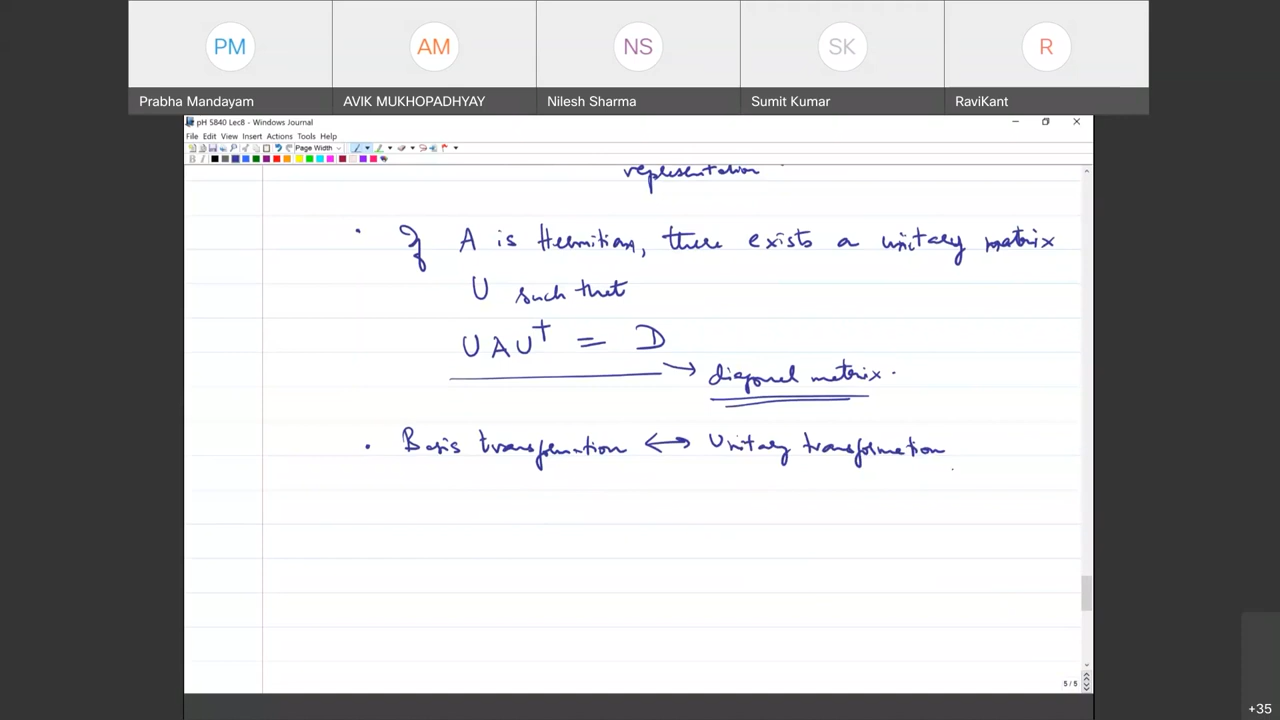 PM AM NS SK R
Prabha Mandayam AVIK MUKHOPADHYAY Nilesh Sharma Sumit Kumar RaviKant
pH 5840 Lec8 - Windows Journal
File Edit View Insert Actions Tools Help
Page Width
B I
representation
• If A is Hermitian, there exists a unitary matrix
U such that
U A U† = D
→ diagonal matrix.
• Basis transformation ↔ Unitary transformation
5 / 5
+35